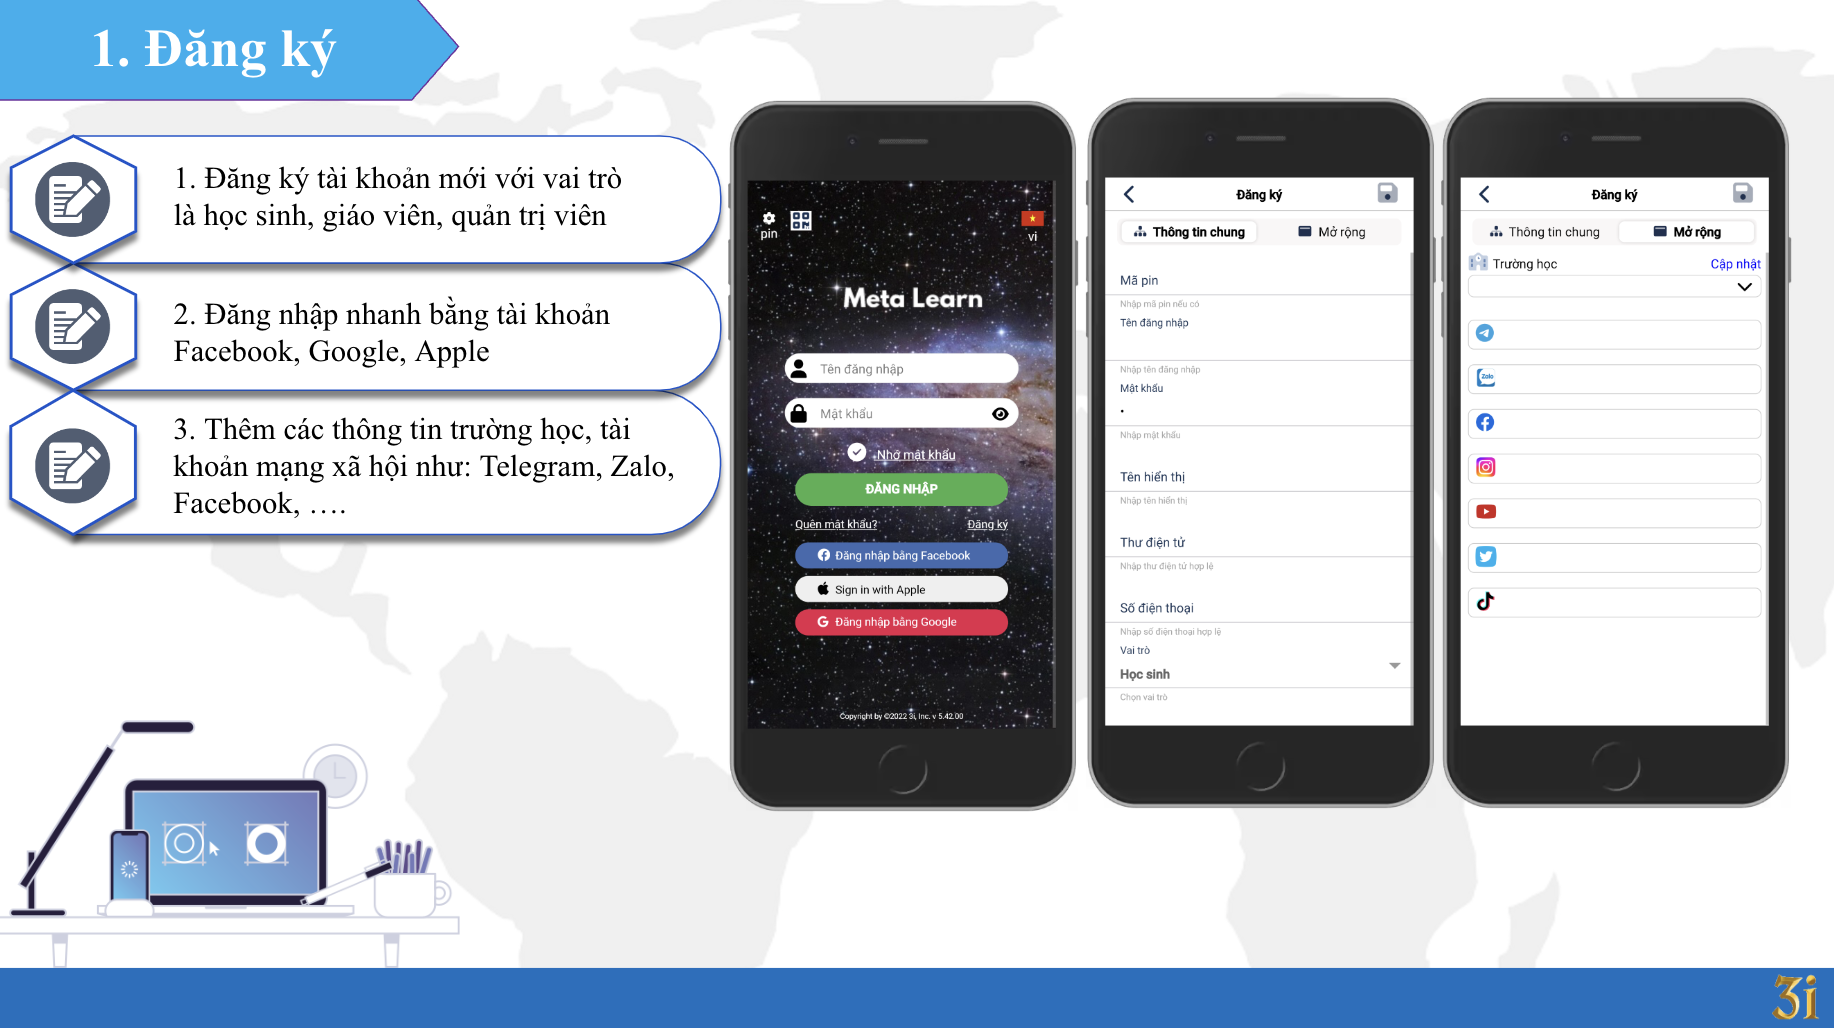 1. Đăng ký
1. Đăng ký tài khoản mới với vai trò
là học sinh, giáo viên, quản trị viên
2. Đăng nhập nhanh bằng tài khoản
Facebook, Google, Apple
3. Thêm các thông tin trường học, tài
khoản mạng xã hội như: Telegram, Zalo,
Facebook, ….
pin
vi
Meta Learn
Tên đăng nhập
Mật khẩu
Nhớ mật khẩu
ĐĂNG NHẬP
Quên mật khẩu? Đăng ký
Đăng nhập bằng Facebook
Sign in with Apple
Đăng nhập bằng Google
Copyright by ©2022 3i, Inc. v 5.42.00
Đăng ký
Thông tin chung Mở rộng
Mã pin
Nhập mã pin nếu có
Tên đăng nhập
Nhập tên đăng nhập
Mật khẩu
Nhập mật khẩu
Tên hiển thị
Nhập tên hiển thị
Thư điện tử
Nhập thư điện tử hợp lệ
Số điện thoại
Nhập số điện thoại hợp lệ
Vai trò
Học sinh
Chọn vai trò
Đăng ký
Thông tin chung Mở rộng
Trường học Cập nhật
Zalo
3i